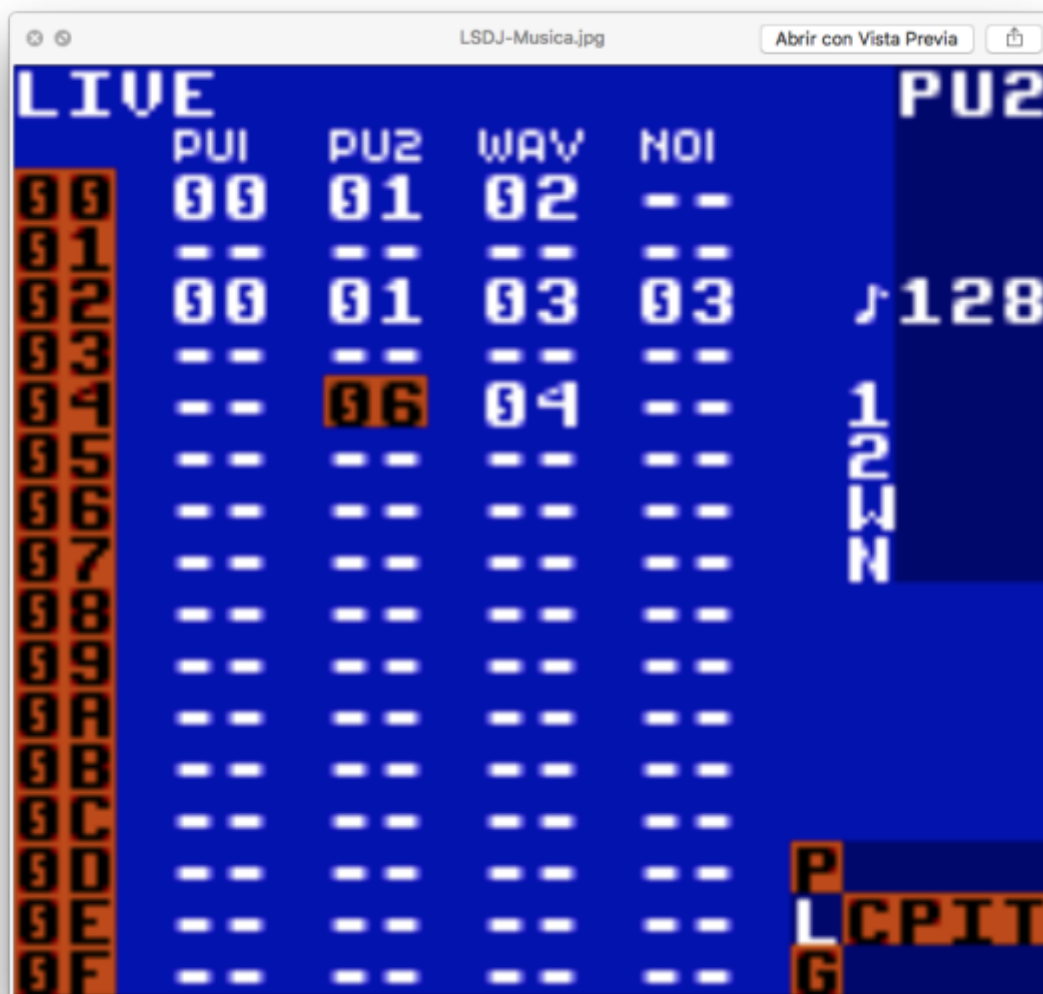 LSDJ-Musica.jpg Abrir con Vista Previa
LIVE PU2
PU1 PU2 WAV NOI
00 00 01 02 --
01 -- -- -- --
02 00 01 03 03 ♪128
03 -- -- -- --
04 -- 06 04 -- 1
05 -- -- -- -- 2
06 -- -- -- -- W
07 -- -- -- -- N
08 -- -- -- --
09 -- -- -- --
0A -- -- -- --
0B -- -- -- --
0C -- -- -- --
0D -- -- -- -- P
0E -- -- -- -- L CPIT
0F -- -- -- -- G